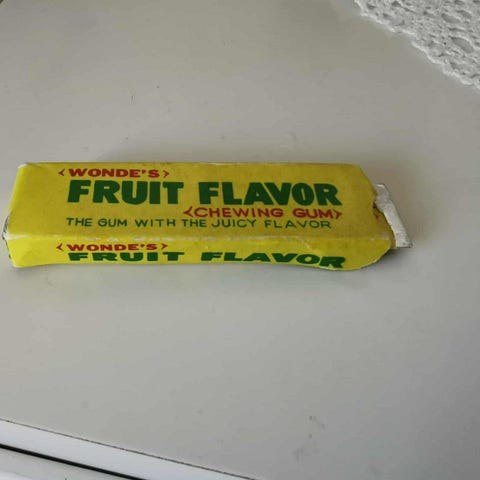 <WONDE'S>
FRUIT FLAVOR
<CHEWING GUM>
THE GUM WITH THE JUICY FLAVOR
<WONDE'S>
FRUIT FLAVOR